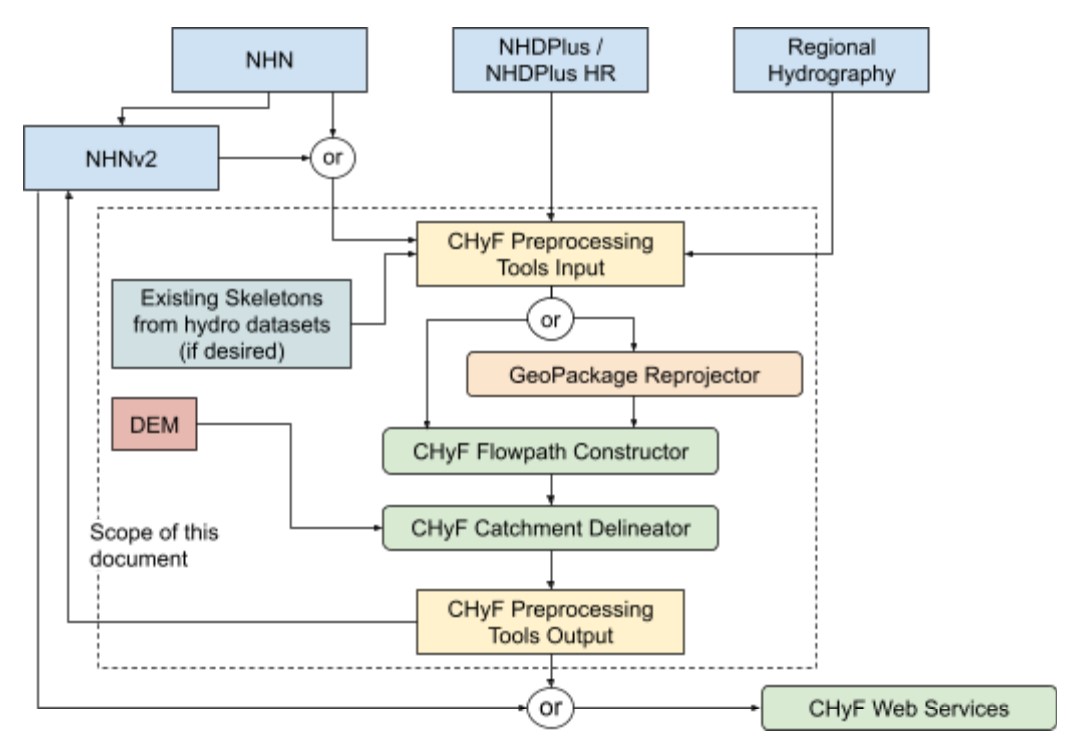 NHN
NHDPlus /
NHDPlus HR
Regional
Hydrography
NHNv2
or
CHyF Preprocessing
Tools Input
Existing Skeletons
from hydro datasets
(if desired)
or
GeoPackage Reprojector
DEM
CHyF Flowpath Constructor
CHyF Catchment Delineator
Scope of this
document
CHyF Preprocessing
Tools Output
or
CHyF Web Services